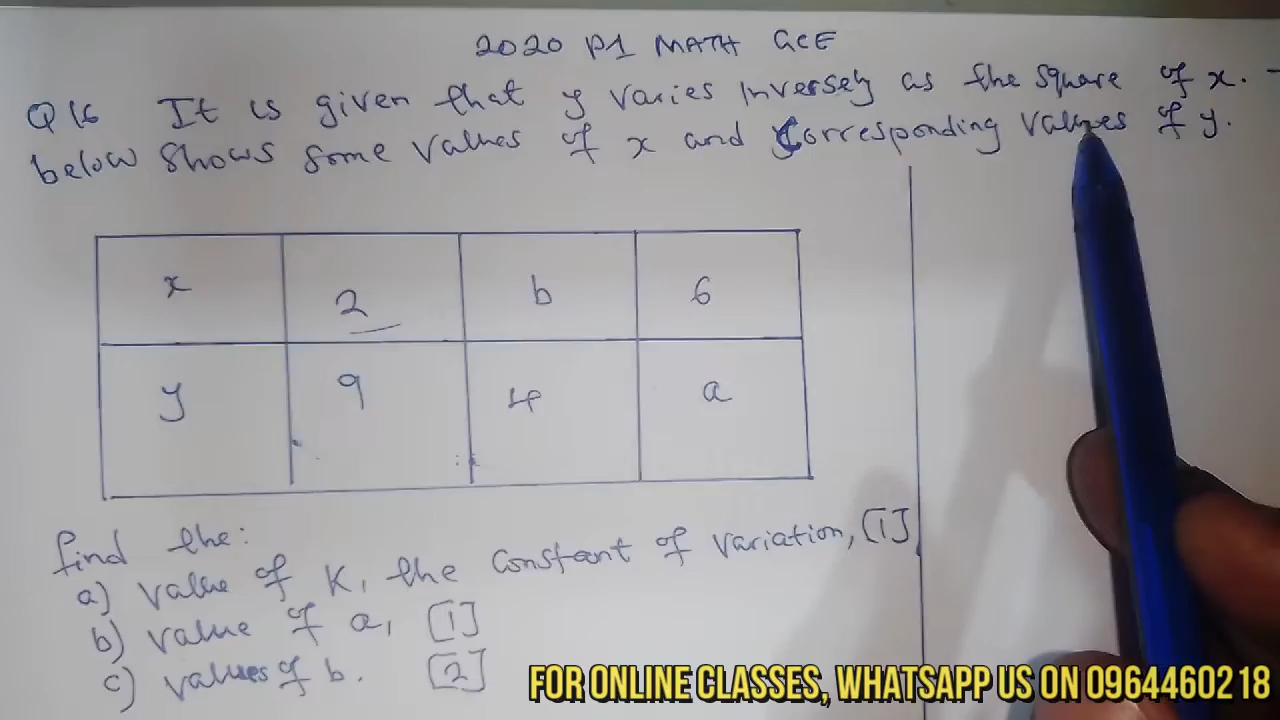 2020 P1 MATH GCE
Q16 It is given that y varies inversely as the square of x.
below shows some values of x and corresponding values of y.
x 2 b 6
y 9 4 a
find the:
a) value of K, the constant of variation, [1]
b) value of a, [1]
c) values of b. [2]
FOR ONLINE CLASSES, WHATSAPP US ON 0964460218